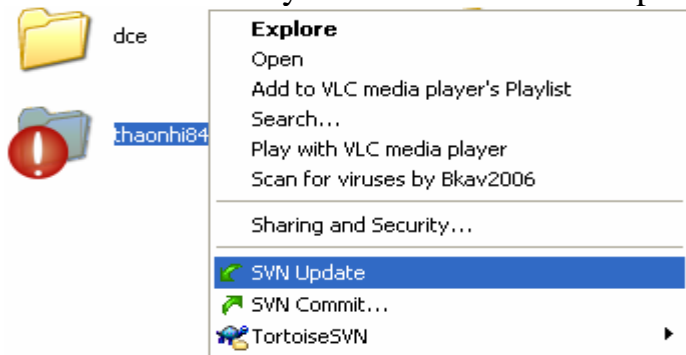 dce
thaonhi84
Explore
Open
Add to VLC media player's Playlist
Search...
Play with VLC media player
Scan for viruses by Bkav2006
Sharing and Security...
SVN Update
SVN Commit...
TortoiseSVN